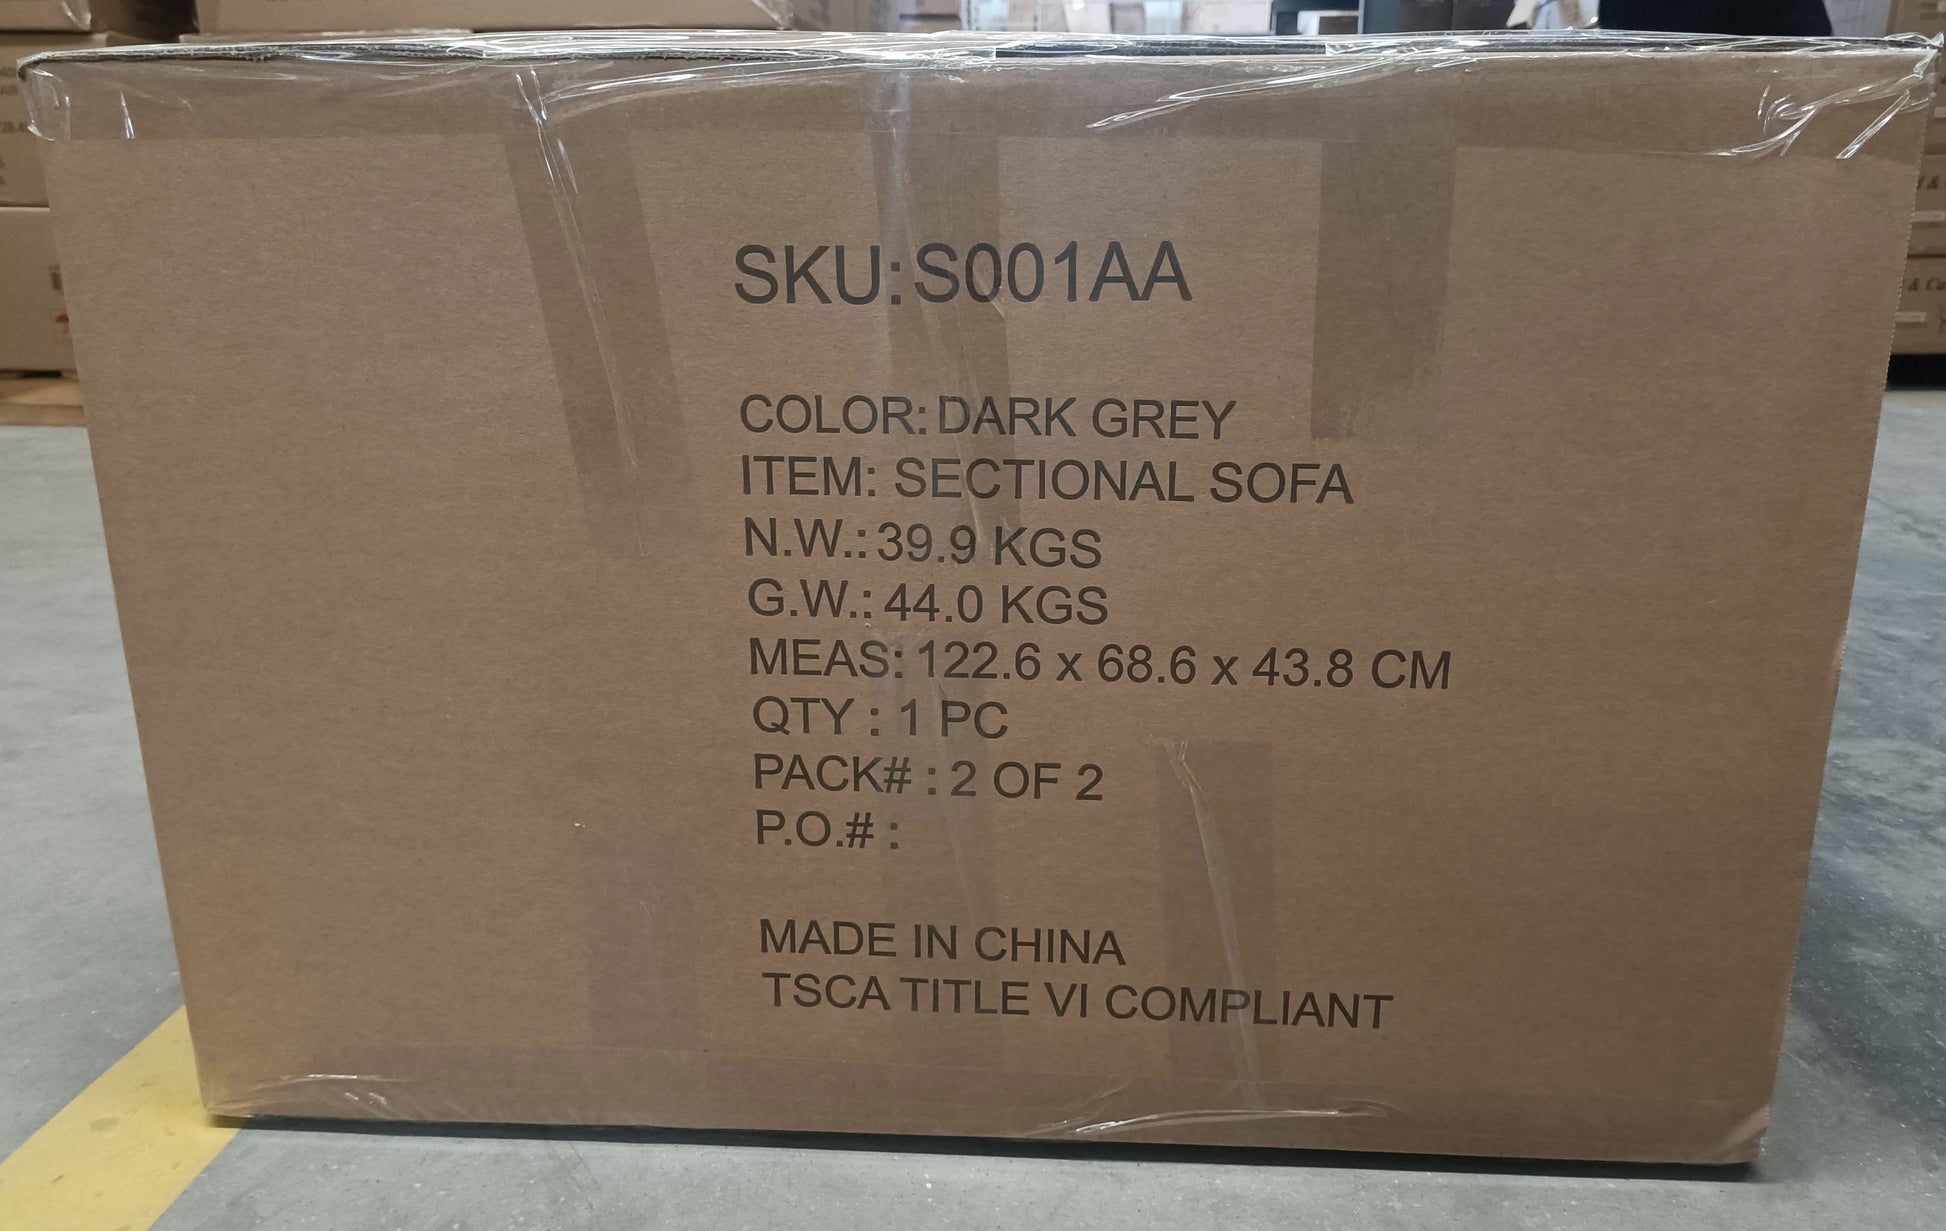 SKU:S001AA
COLOR: DARK GREY
ITEM: SECTIONAL SOFA
N.W.: 39.9 KGS
G.W.: 44.0 KGS
MEAS: 122.6 x 68.6 x 43.8 CM
QTY : 1 PC
PACK# : 2 OF 2
P.O.# :
MADE IN CHINA
TSCA TITLE VI COMPLIANT